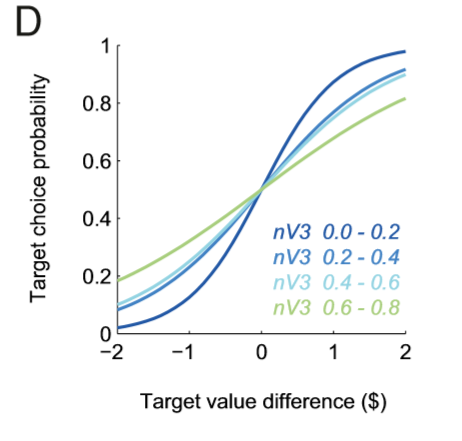 D
Target choice probability
1
0.8
0.6
0.4
0.2
0
nV3 0.0 - 0.2
nV3 0.2 - 0.4
nV3 0.4 - 0.6
nV3 0.6 - 0.8
−2 −1 0 1 2
Target value difference ($)